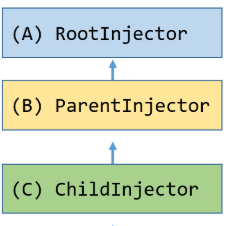 (A) RootInjector
(B) ParentInjector
(C) ChildInjector